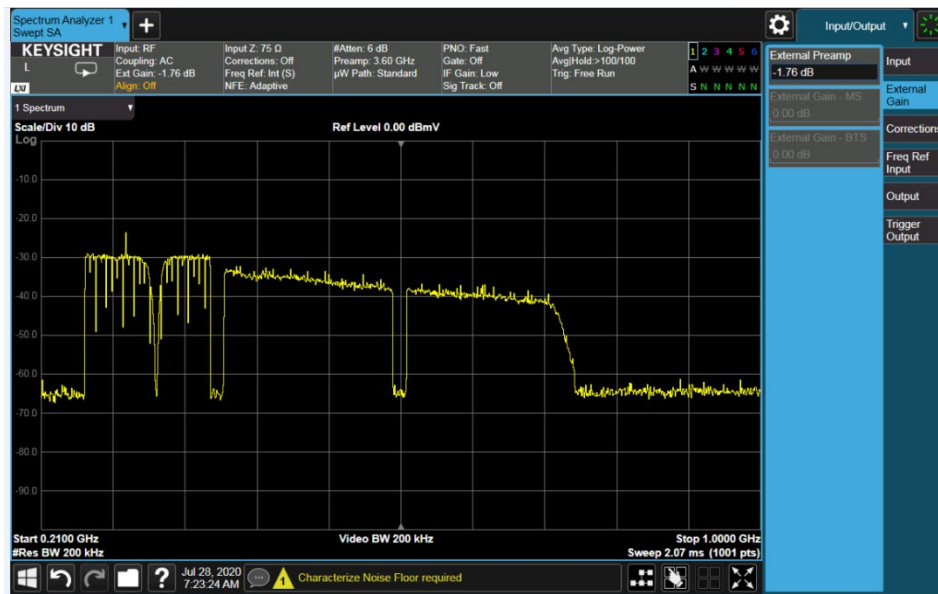 Spectrum Analyzer 1
Swept SA
+
Input/Output
KEYSIGHT
L
LXI
Input: RF
Coupling: AC
Ext Gain: -1.76 dB
Align: Off
Input Z: 75 Ω
Corrections: Off
Freq Ref: Int (S)
NFE: Adaptive
#Atten: 6 dB
Preamp: 3.60 GHz
µW Path: Standard
PNO: Fast
Gate: Off
IF Gain: Low
Sig Track: Off
Avg Type: Log-Power
Avg|Hold:>100/100
Trig: Free Run
1 2 3 4 5 6
A W W W W W
S N N N N N
1 Spectrum
Scale/Div 10 dB
Ref Level 0.00 dBmV
Log
-10.0
-20.0
-30.0
-40.0
-50.0
-60.0
-70.0
-80.0
-90.0
Start 0.2100 GHz
#Res BW 200 kHz
Video BW 200 kHz
Stop 1.0000 GHz
Sweep 2.07 ms (1001 pts)
External Preamp
-1.76 dB
External Gain - MS
0.00 dB
External Gain - BTS
0.00 dB
Input
External
Gain
Corrections
Freq Ref
Input
Output
Trigger
Output
?
Jul 28, 2020
7:23:24 AM
1
Characterize Noise Floor required